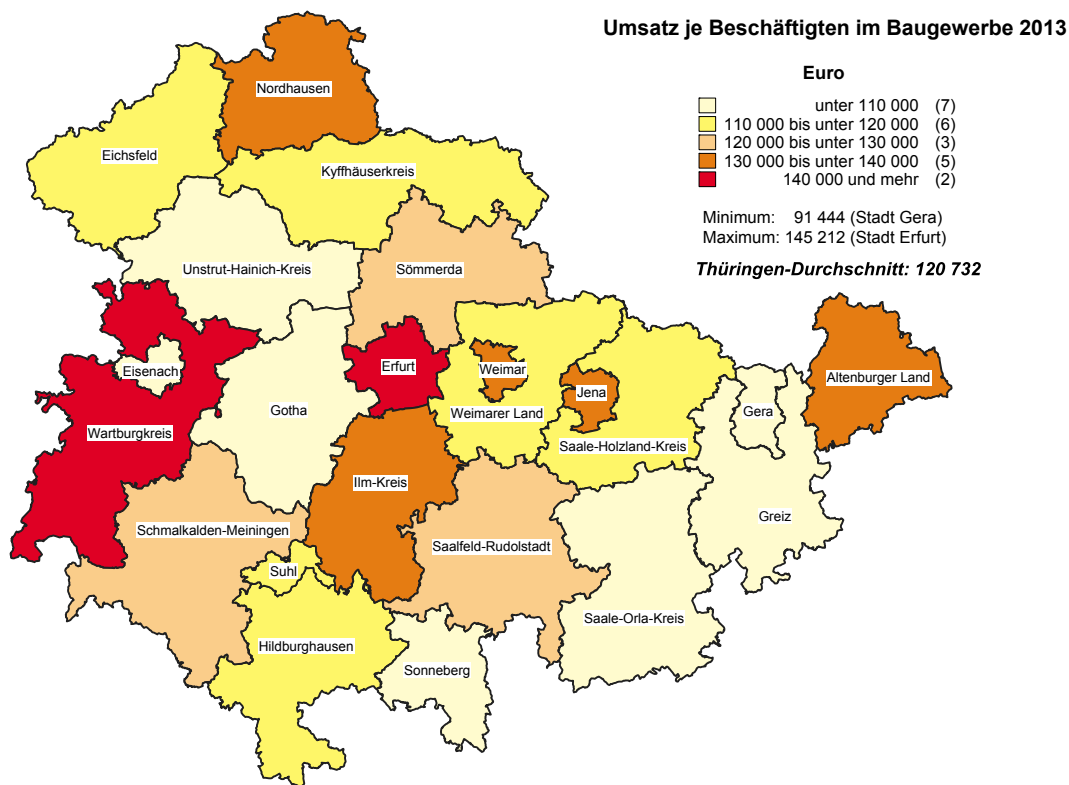 Umsatz je Beschäftigten im Baugewerbe 2013
Euro
unter 110 000 (7)
110 000 bis unter 120 000 (6)
120 000 bis unter 130 000 (3)
130 000 bis unter 140 000 (5)
140 000 und mehr (2)
Minimum: 91 444 (Stadt Gera)
Maximum: 145 212 (Stadt Erfurt)
Thüringen-Durchschnitt: 120 732
Nordhausen
Eichsfeld
Kyffhäuserkreis
Unstrut-Hainich-Kreis
Sömmerda
Eisenach
Erfurt
Weimar
Jena
Altenburger Land
Gotha
Weimarer Land
Gera
Wartburgkreis
Saale-Holzland-Kreis
Ilm-Kreis
Greiz
Schmalkalden-Meiningen
Saalfeld-Rudolstadt
Suhl
Saale-Orla-Kreis
Hildburghausen
Sonneberg